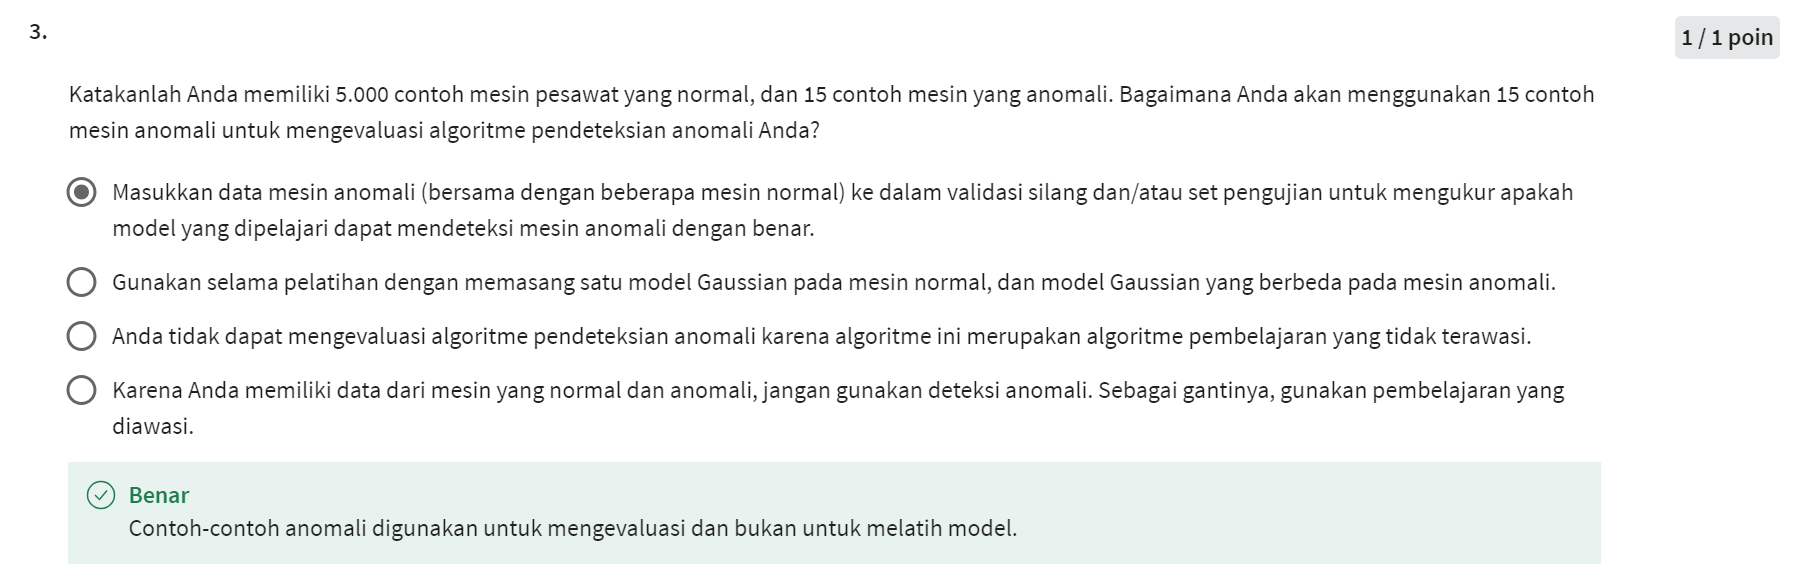 3.
1 / 1 poin
Katakanlah Anda memiliki 5.000 contoh mesin pesawat yang normal, dan 15 contoh mesin yang anomali. Bagaimana Anda akan menggunakan 15 contoh
mesin anomali untuk mengevaluasi algoritme pendeteksian anomali Anda?
Masukkan data mesin anomali (bersama dengan beberapa mesin normal) ke dalam validasi silang dan/atau set pengujian untuk mengukur apakah
model yang dipelajari dapat mendeteksi mesin anomali dengan benar.
Gunakan selama pelatihan dengan memasang satu model Gaussian pada mesin normal, dan model Gaussian yang berbeda pada mesin anomali.
Anda tidak dapat mengevaluasi algoritme pendeteksian anomali karena algoritme ini merupakan algoritme pembelajaran yang tidak terawasi.
Karena Anda memiliki data dari mesin yang normal dan anomali, jangan gunakan deteksi anomali. Sebagai gantinya, gunakan pembelajaran yang
diawasi.
Benar
Contoh-contoh anomali digunakan untuk mengevaluasi dan bukan untuk melatih model.